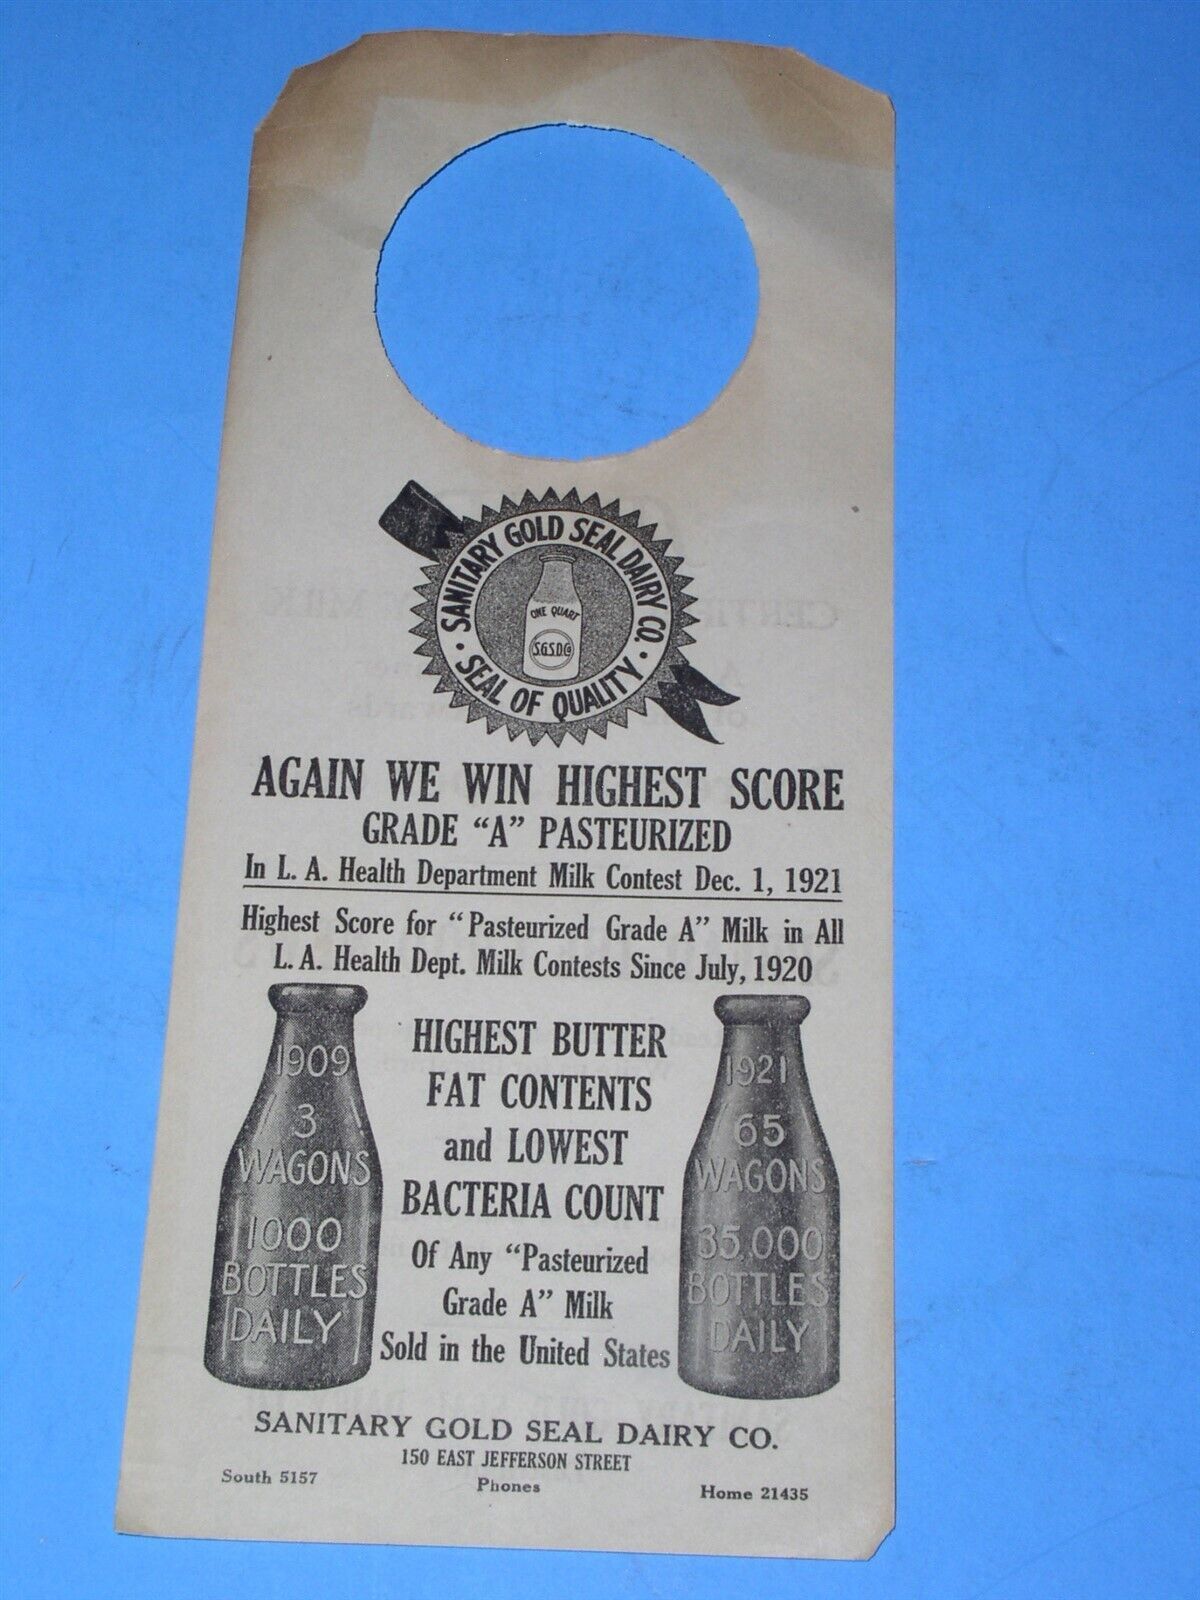 SANITARY GOLD SEAL DAIRY CO.
ONE QUART
S.G.S.D.Co
SEAL OF QUALITY
AGAIN WE WIN HIGHEST SCORE
GRADE "A" PASTEURIZED
In L. A. Health Department Milk Contest Dec. 1, 1921
Highest Score for "Pasteurized Grade A" Milk in All
L. A. Health Dept. Milk Contests Since July, 1920
1909
3
WAGONS
1000
BOTTLES
DAILY
HIGHEST BUTTER
FAT CONTENTS
and LOWEST
BACTERIA COUNT
Of Any "Pasteurized
Grade A" Milk
Sold in the United States
1921
65
WAGONS
35,000
BOTTLES
DAILY
SANITARY GOLD SEAL DAIRY CO.
150 EAST JEFFERSON STREET
South 5157 Phones Home 21435